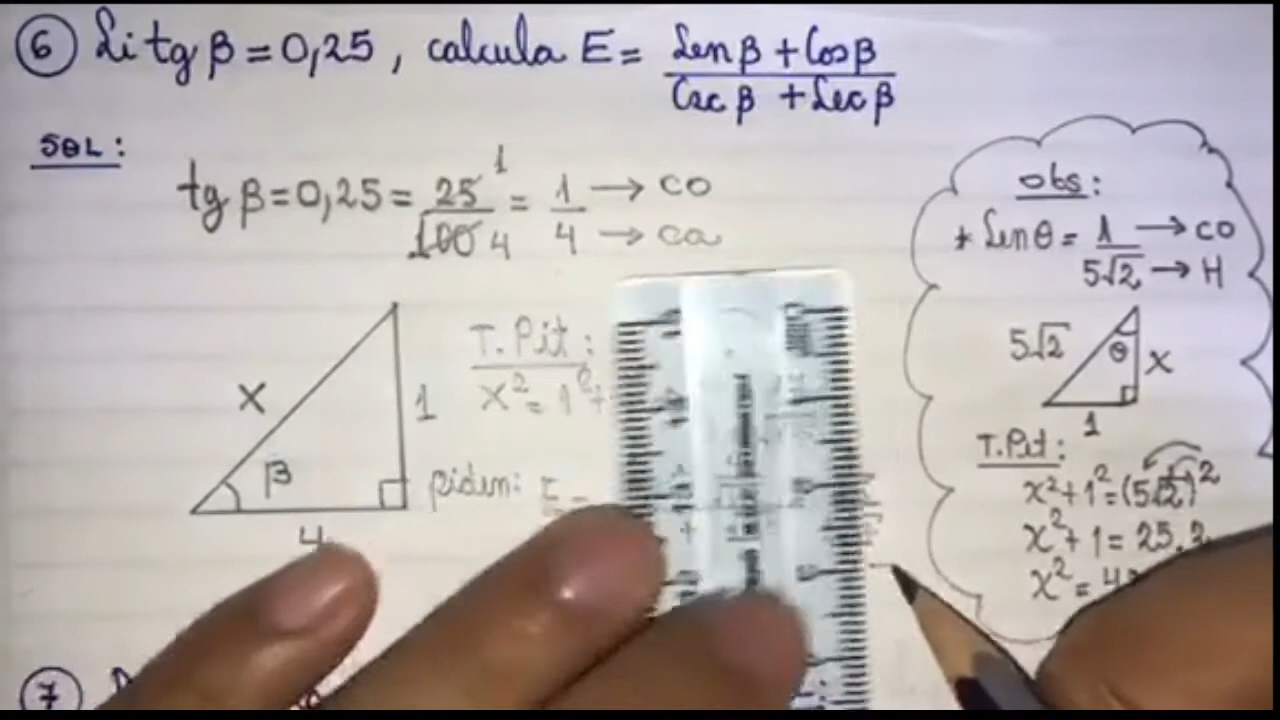 6 Si tg β = 0,25, calcula E = Sen β + Cos β / Csc β + Sec β
SOL:
tg β = 0,25 = 25/100 1/4 = 1/4 → CO → ca
T. Pit:
x² = 1² +
x
1
β
4
piden: E =
obs:
* Sen θ = 1/5√2 → CO → H
5√2
θ
x
1
T. Pit:
x² + 1² = (5√2)²
x² + 1 = 25.2
x² = 4
7